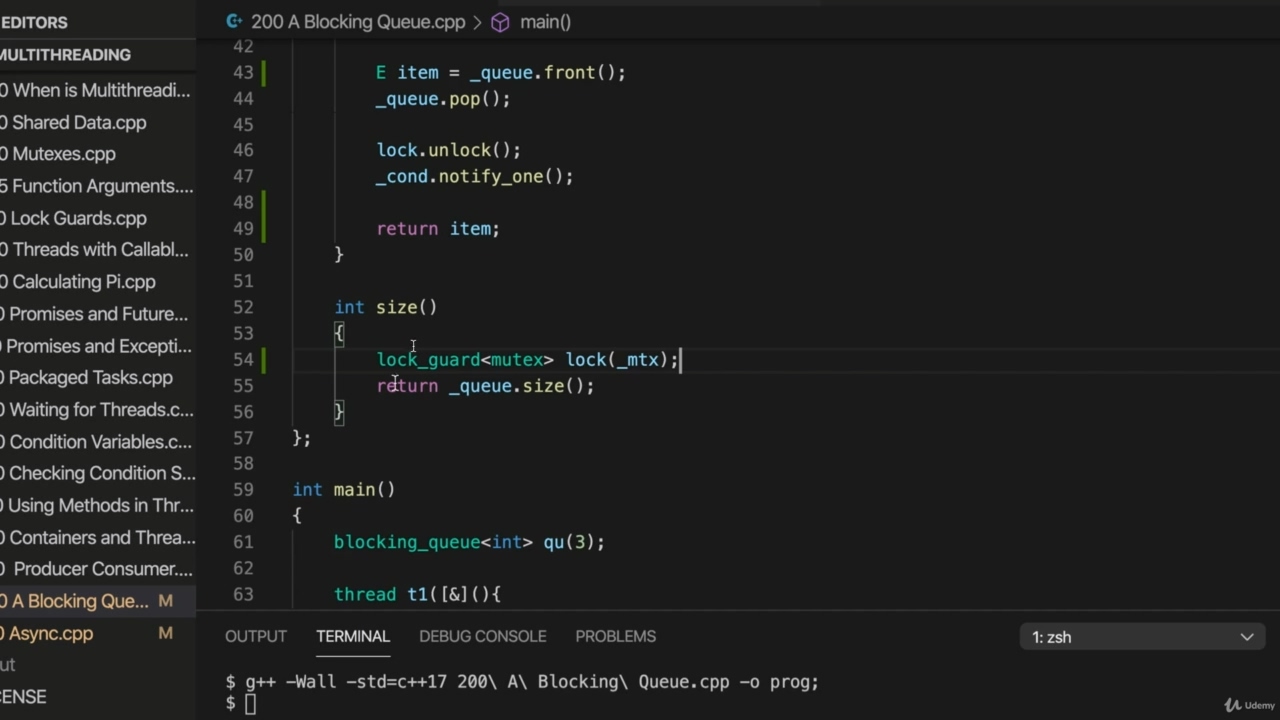 EDITORS
MULTITHREADING
0 When is Multithreadi...
0 Shared Data.cpp
0 Mutexes.cpp
5 Function Arguments....
0 Lock Guards.cpp
0 Threads with Callabl...
0 Calculating Pi.cpp
0 Promises and Future...
0 Promises and Excepti...
0 Packaged Tasks.cpp
0 Waiting for Threads.cpp
0 Condition Variables.c...
0 Checking Condition S...
0 Using Methods in Thr...
0 Containers and Threa...
0 Producer Consumer....
0 A Blocking Que... M
0 Async.cpp M
ut
CENSE
200 A Blocking Queue.cpp > main()
42
43 E item = _queue.front();
44 _queue.pop();
45
46 lock.unlock();
47 _cond.notify_one();
48
49 return item;
50 }
51
52 int size()
53 {
54 lock_guard<mutex> lock(_mtx);
55 return _queue.size();
56 }
57 };
58
59 int main()
60 {
61 blocking_queue<int> qu(3);
62
63 thread t1([&](){
OUTPUT TERMINAL DEBUG CONSOLE PROBLEMS 1: zsh
$ g++ -Wall -std=c++17 200\ A\ Blocking\ Queue.cpp -o prog;
$
Udemy